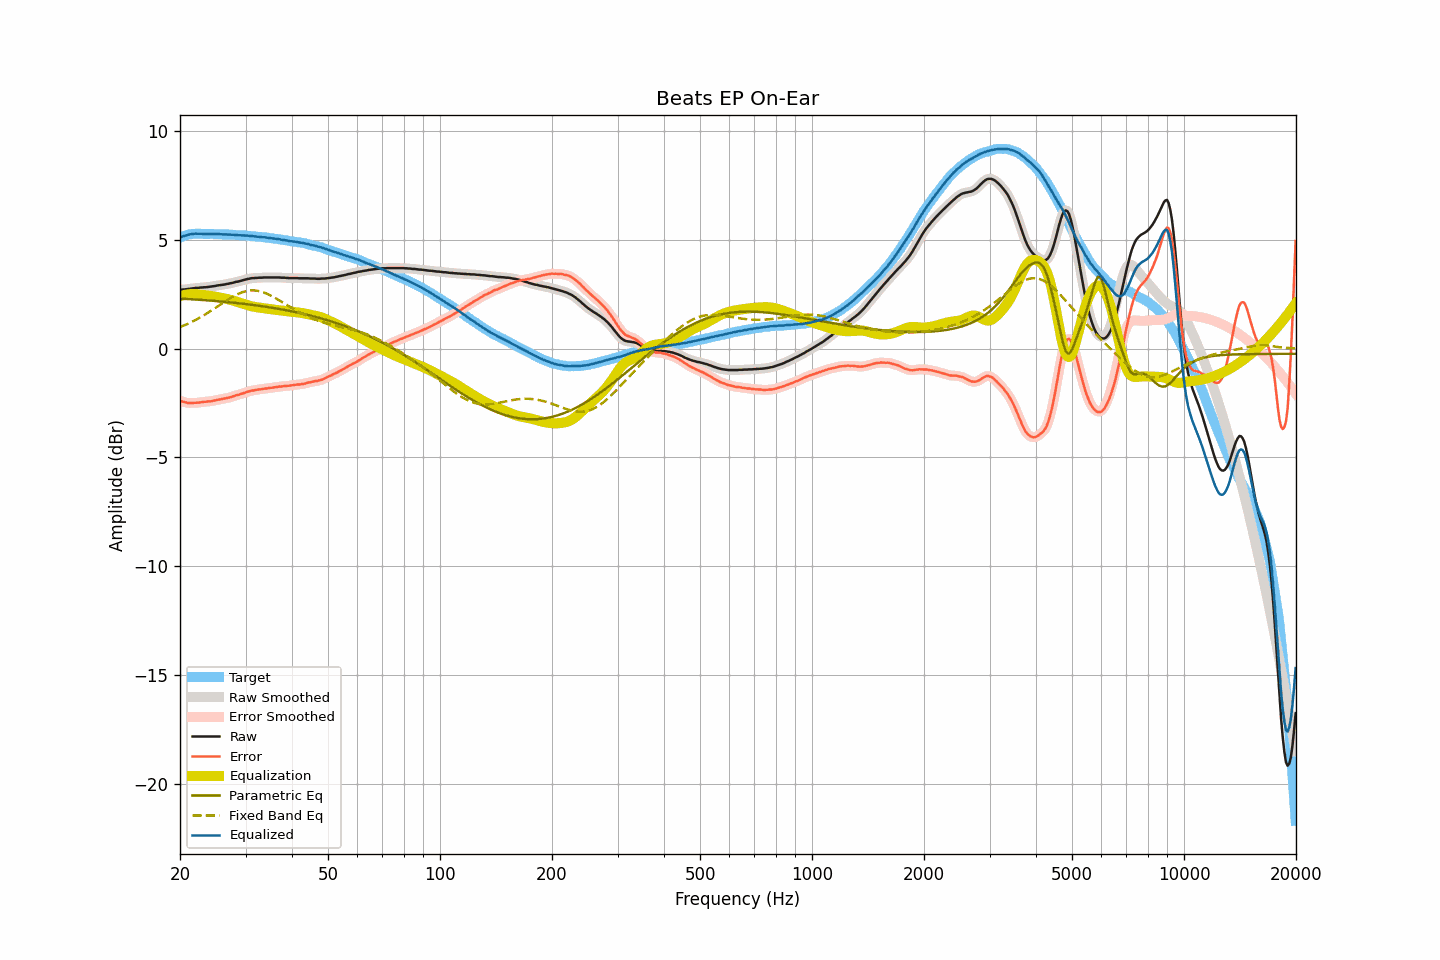 Beats EP On-Ear
Amplitude (dBr)
10
5
0
−5
−10
−15
−20
Target
Raw Smoothed
Error Smoothed
Raw
Error
Equalization
Parametric Eq
Fixed Band Eq
Equalized
20 50 100 200 500 1000 2000 5000 10000 20000
Frequency (Hz)